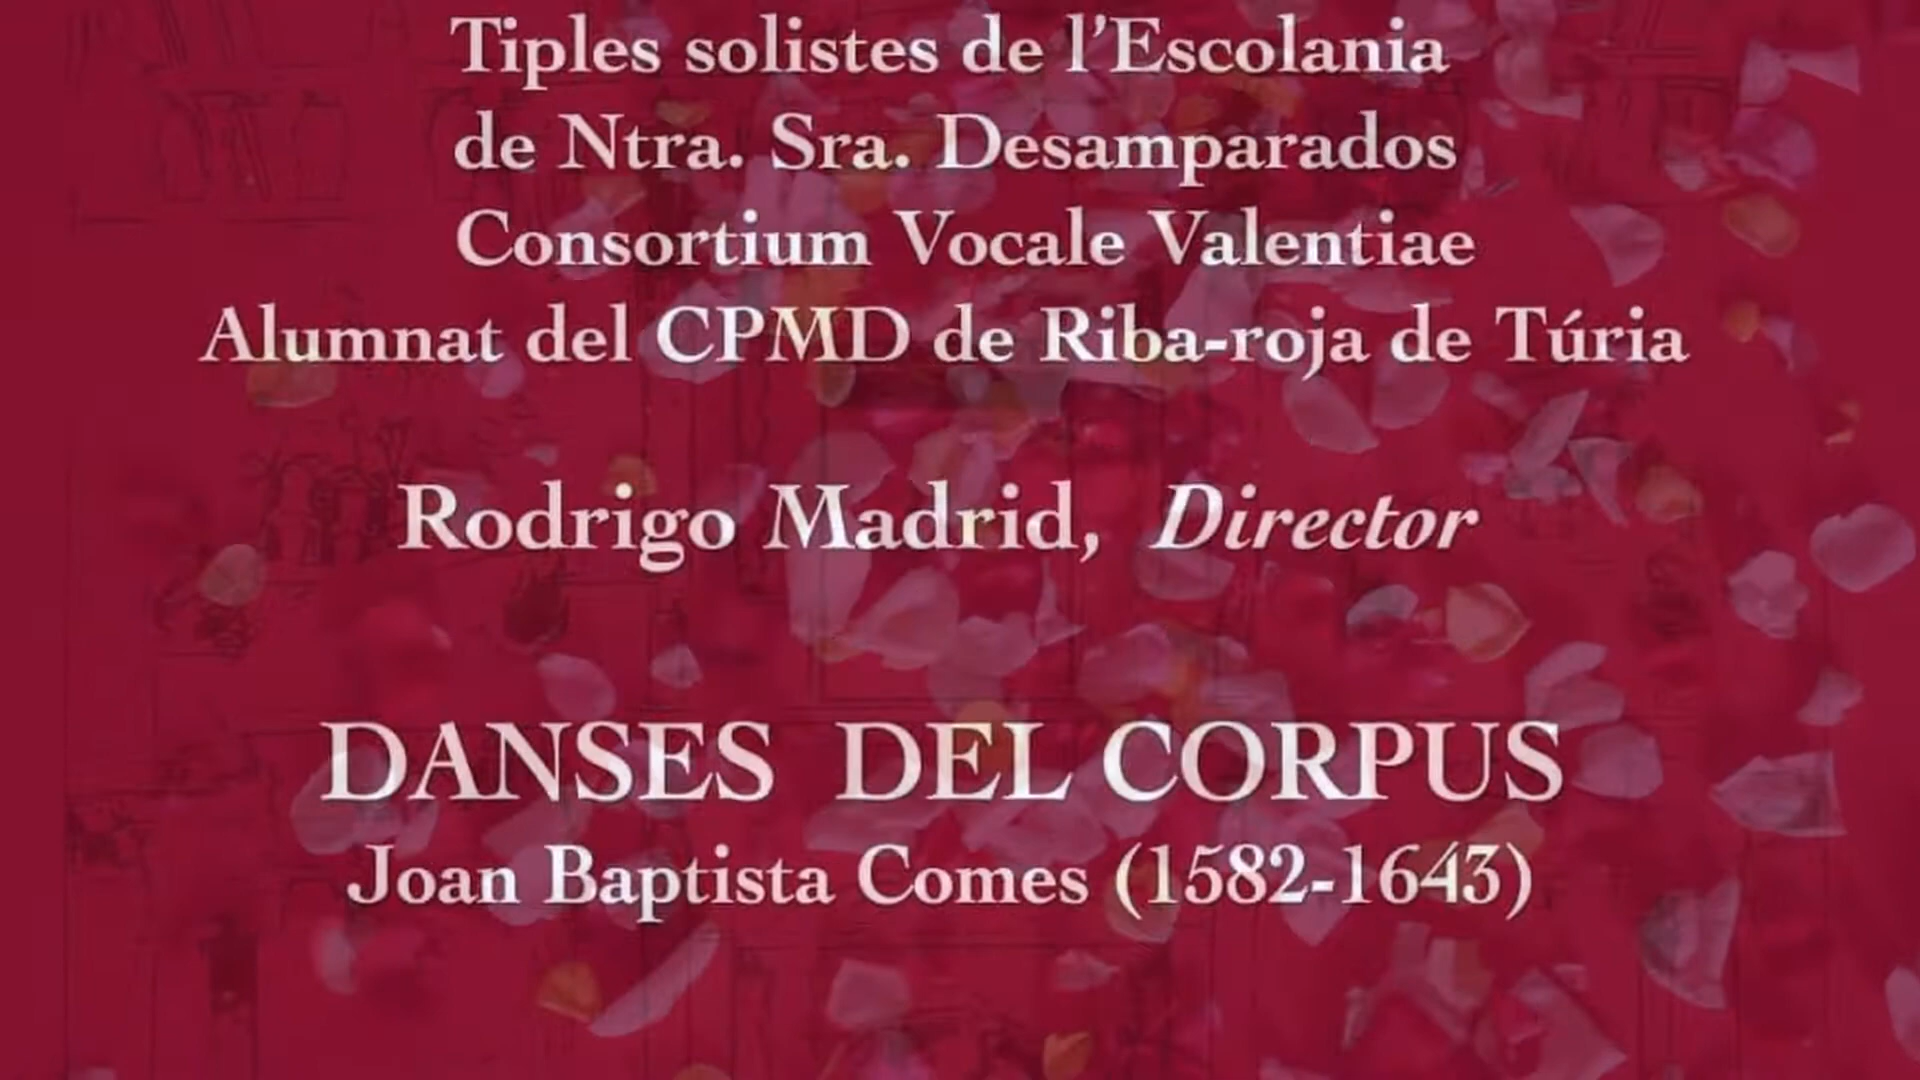 Tiples solistes de l'Escolania
de Ntra. Sra. Desamparados
Consortium Vocale Valentiae
Alumnat del CPMD de Riba-roja de Túria
Rodrigo Madrid, Director
DANSES DEL CORPUS
Joan Baptista Comes (1582-1643)